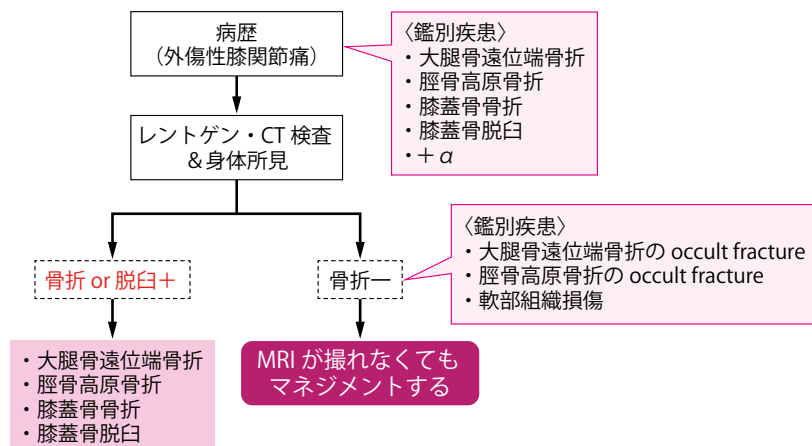 病歴
（外傷性膝関節痛）
〈鑑別疾患〉
・大腿骨遠位端骨折
・脛骨高原骨折
・膝蓋骨骨折
・膝蓋骨脱臼
・＋α
レントゲン・CT 検査
＆身体所見
〈鑑別疾患〉
・大腿骨遠位端骨折の occult fracture
・脛骨高原骨折の occult fracture
・軟部組織損傷
骨折 or 脱臼＋
骨折ー
・大腿骨遠位端骨折
・脛骨高原骨折
・膝蓋骨骨折
・膝蓋骨脱臼
MRI が撮れなくても
マネジメントする